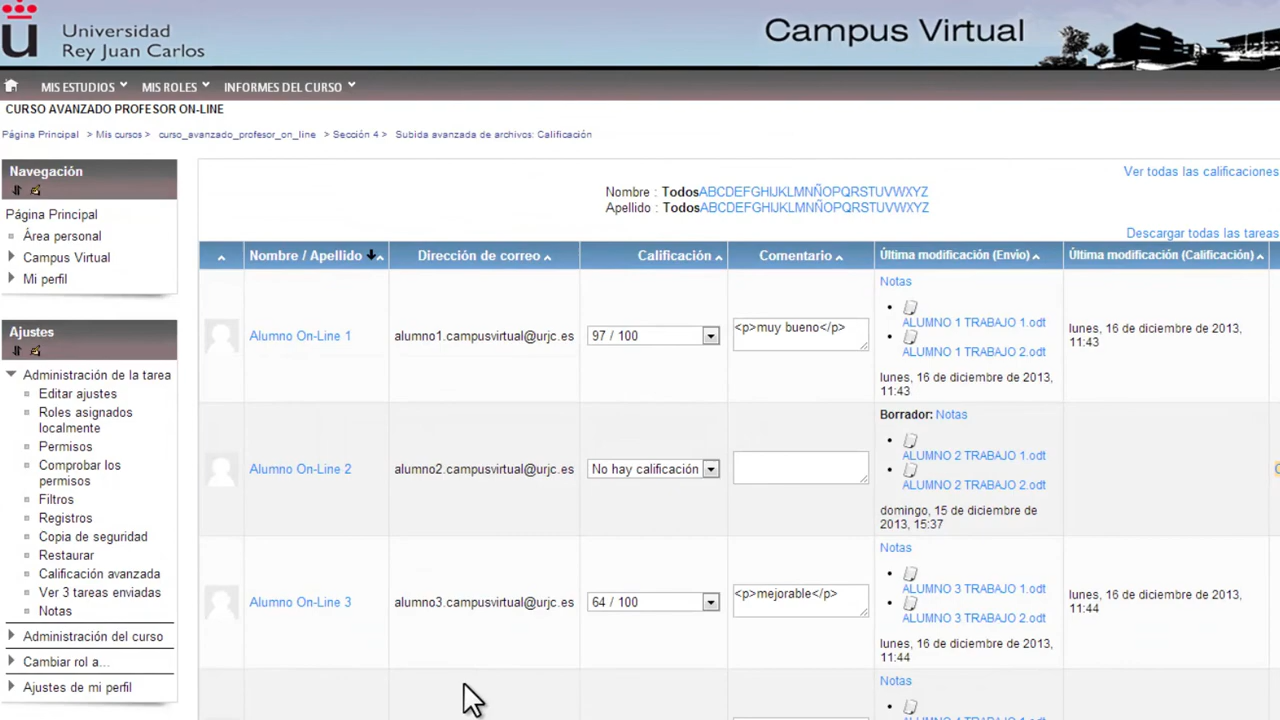 Universidad
Rey Juan Carlos
Campus Virtual
MIS ESTUDIOS MIS ROLES INFORMES DEL CURSO
CURSO AVANZADO PROFESOR ON-LINE
Página Principal > Mis cursos > curso_avanzado_profesor_on_line > Sección 4 > Subida avanzada de archivos: Calificación
Navegación
Página Principal
Área personal
Campus Virtual
Mi perfil
Ajustes
Administración de la tarea
Editar ajustes
Roles asignados
localmente
Permisos
Comprobar los
permisos
Filtros
Registros
Copia de seguridad
Restaurar
Calificación avanzada
Ver 3 tareas enviadas
Notas
Administración del curso
Cambiar rol a...
Ajustes de mi perfil
Ver todas las calificaciones
Nombre : TodosABCDEFGHIJKLMNÑOPQRSTUVWXYZ
Apellido : TodosABCDEFGHIJKLMNÑOPQRSTUVWXYZ
Descargar todas las tareas
Nombre / Apellido Dirección de correo Calificación Comentario Última modificación (Envío) Última modificación (Calificación)
Alumno On-Line 1 alumno1.campusvirtual@urjc.es 97 / 100 <p>muy bueno</p>
Notas
ALUMNO 1 TRABAJO 1.odt
ALUMNO 1 TRABAJO 2.odt
lunes, 16 de diciembre de 2013,
11:43
lunes, 16 de diciembre de 2013,
11:43
Alumno On-Line 2 alumno2.campusvirtual@urjc.es No hay calificación
Borrador: Notas
ALUMNO 2 TRABAJO 1.odt
ALUMNO 2 TRABAJO 2.odt
domingo, 15 de diciembre de
2013, 15:37
Alumno On-Line 3 alumno3.campusvirtual@urjc.es 64 / 100 <p>mejorable</p>
Notas
ALUMNO 3 TRABAJO 1.odt
ALUMNO 3 TRABAJO 2.odt
lunes, 16 de diciembre de 2013,
11:44
lunes, 16 de diciembre de 2013,
11:44
Notas